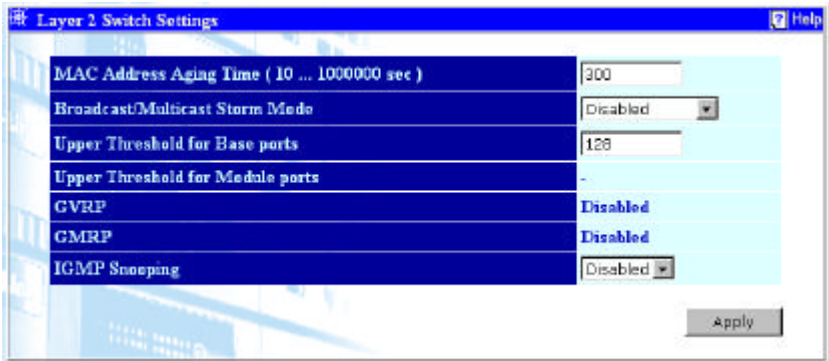 Layer 2 Switch Settings
Help
MAC Address Aging Time ( 10 ... 1000000 sec ) 300
Broadcast/Multicast Storm Mode Disabled
Upper Threshold for Base ports 128
Upper Threshold for Module ports -
GVRP Disabled
GMRP Disabled
IGMP Snooping Disabled
Apply